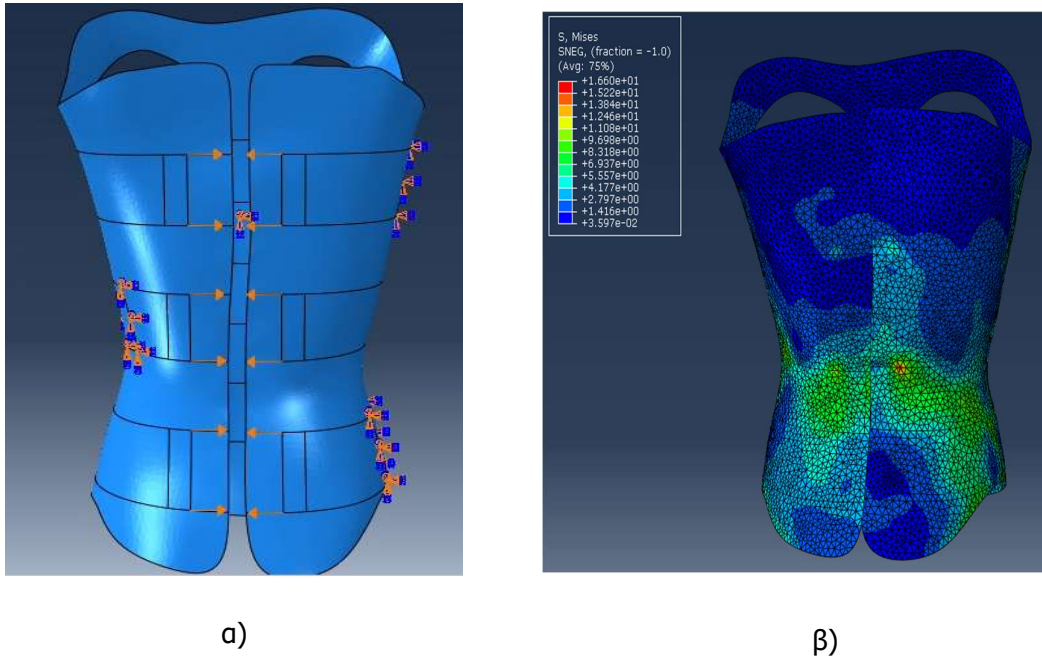 S, Mises
SNEG, (fraction = -1.0)
(Avg: 75%)
+1.660e+01
+1.522e+01
+1.384e+01
+1.246e+01
+1.108e+01
+9.698e+00
+8.318e+00
+6.937e+00
+5.557e+00
+4.177e+00
+2.797e+00
+1.416e+00
+3.597e-02
α)
β)